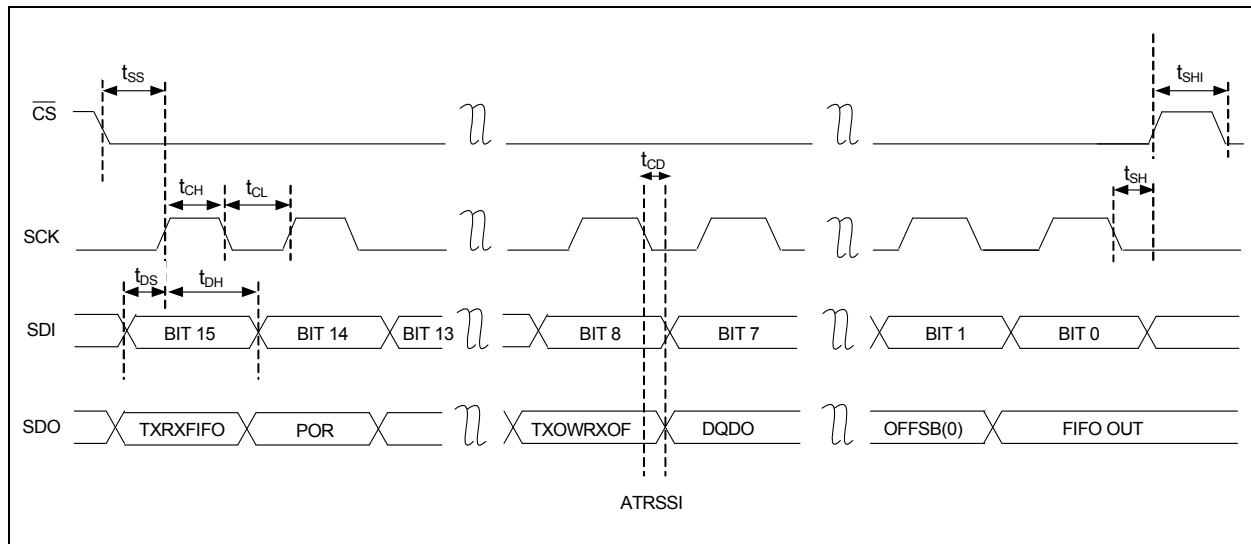 tSS
tSHI
CS
tCD
tCH
tCL
tSH
SCK
tDS
tDH
SDI
BIT 15
BIT 14
BIT 13
BIT 8
BIT 7
BIT 1
BIT 0
SDO
TXRXFIFO
POR
TXOWRXOF
DQDO
OFFSB(0)
FIFO OUT
ATRSSI